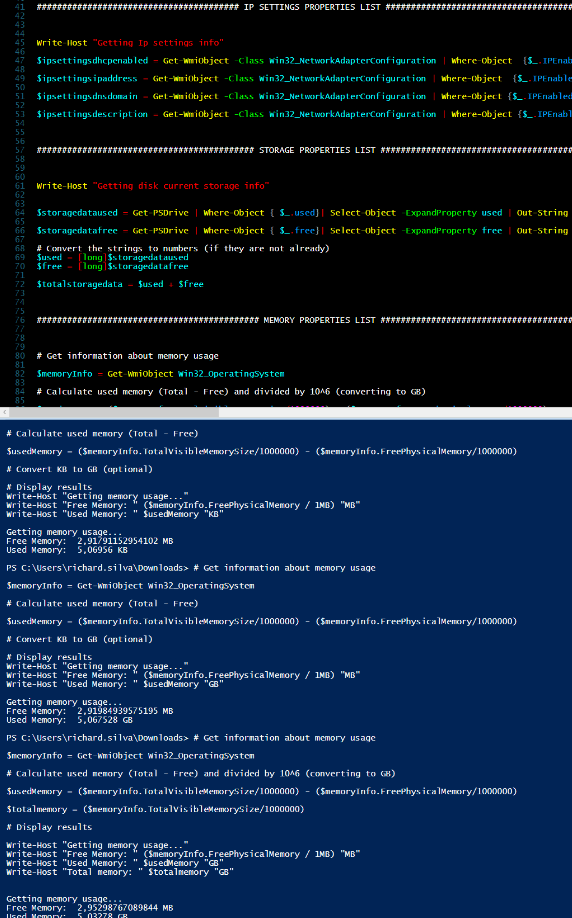 41 ######################################## IP SETTINGS PROPERTIES LIST #####################################
42
43
44
45 Write-Host "Getting Ip settings info"
46
47 $ipsettingsdhcpenabled = Get-WmiObject -Class Win32_NetworkAdapterConfiguration | Where-Object {$_.IPEnab
48
49 $ipsettingsipaddress = Get-WmiObject -Class Win32_NetworkAdapterConfiguration | Where-Object {$_.IPEnable
50
51 $ipsettingsdnsdomain = Get-WmiObject -Class Win32_NetworkAdapterConfiguration | Where-Object {$_.IPEnabled
52
53 $ipsettingsdescription = Get-WmiObject -Class Win32_NetworkAdapterConfiguration | Where-Object {$_.IPEnab
54
55
56
57 ########################################### STORAGE PROPERTIES LIST ######################################
58
59
60
61 Write-Host "Getting disk current storage info"
62
63
64 $storagedataused = Get-PSDrive | Where-Object { $_.used}| Select-Object -ExpandProperty used | Out-String
65
66 $storagedatafree = Get-PSDrive | Where-Object { $_.free}| Select-Object -ExpandProperty free | Out-String
67
68 # Convert the strings to numbers (if they are not already)
69 $used = [long]$storagedataused
70 $free = [long]$storagedatafree
71
72 $totalstoragedata = $used + $free
73
74
75
76 ############################################ MEMORY PROPERTIES LIST ######################################
77
78
79
80 # Get information about memory usage
81
82 $memoryInfo = Get-WmiObject Win32_OperatingSystem
83
84 # Calculate used memory (Total - Free) and divided by 10^6 (converting to GB)
85
# Calculate used memory (Total - Free)
$usedMemory = ($memoryInfo.TotalVisibleMemorySize/1000000) - ($memoryInfo.FreePhysicalMemory/1000000)
# Convert KB to GB (optional)
# Display results
Write-Host "Getting memory usage..."
Write-Host "Free Memory: " ($memoryInfo.FreePhysicalMemory / 1MB) "MB"
Write-Host "Used Memory: " $usedMemory "KB"
Getting memory usage...
Free Memory:  2,91791152954102 MB
Used Memory:  5,06956 KB
PS C:\Users\richard.silva\Downloads> # Get information about memory usage
$memoryInfo = Get-WmiObject Win32_OperatingSystem
# Calculate used memory (Total - Free)
$usedMemory = ($memoryInfo.TotalVisibleMemorySize/1000000) - ($memoryInfo.FreePhysicalMemory/1000000)
# Convert KB to GB (optional)
# Display results
Write-Host "Getting memory usage..."
Write-Host "Free Memory: " ($memoryInfo.FreePhysicalMemory / 1MB) "MB"
Write-Host "Used Memory: " $usedMemory "GB"
Getting memory usage...
Free Memory:  2,91984939575195 MB
Used Memory:  5,067528 GB
PS C:\Users\richard.silva\Downloads> # Get information about memory usage
$memoryInfo = Get-WmiObject Win32_OperatingSystem
# Calculate used memory (Total - Free) and divided by 10^6 (converting to GB)
$usedMemory = ($memoryInfo.TotalVisibleMemorySize/1000000) - ($memoryInfo.FreePhysicalMemory/1000000)
$totalmemory = ($memoryInfo.TotalVisibleMemorySize/1000000)
# Display results
Write-Host "Getting memory usage..."
Write-Host "Free Memory: " ($memoryInfo.FreePhysicalMemory / 1MB) "MB"
Write-Host "Used Memory: " $usedMemory "GB"
Write-Host "Total memory: " $totalmemory "GB"
Getting memory usage...
Free Memory:  2,95298767089844 MB
Used Memory:  5,03278 GB